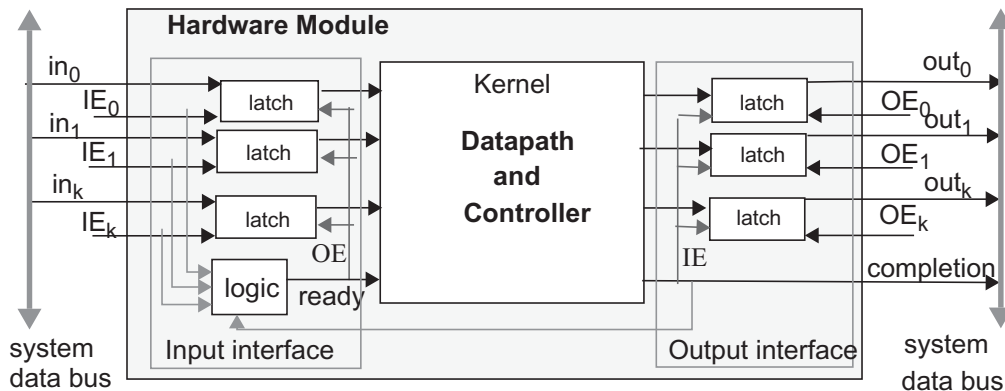 Hardware Module
in0
IE0
in1
IE1
ink
IEk
latch
latch
latch
logic
OE
ready
Input interface
Kernel
Datapath
and
Controller
latch
latch
latch
IE
Output interface
out0
OE0
out1
OE1
outk
OEk
completion
system
data bus
system
data bus